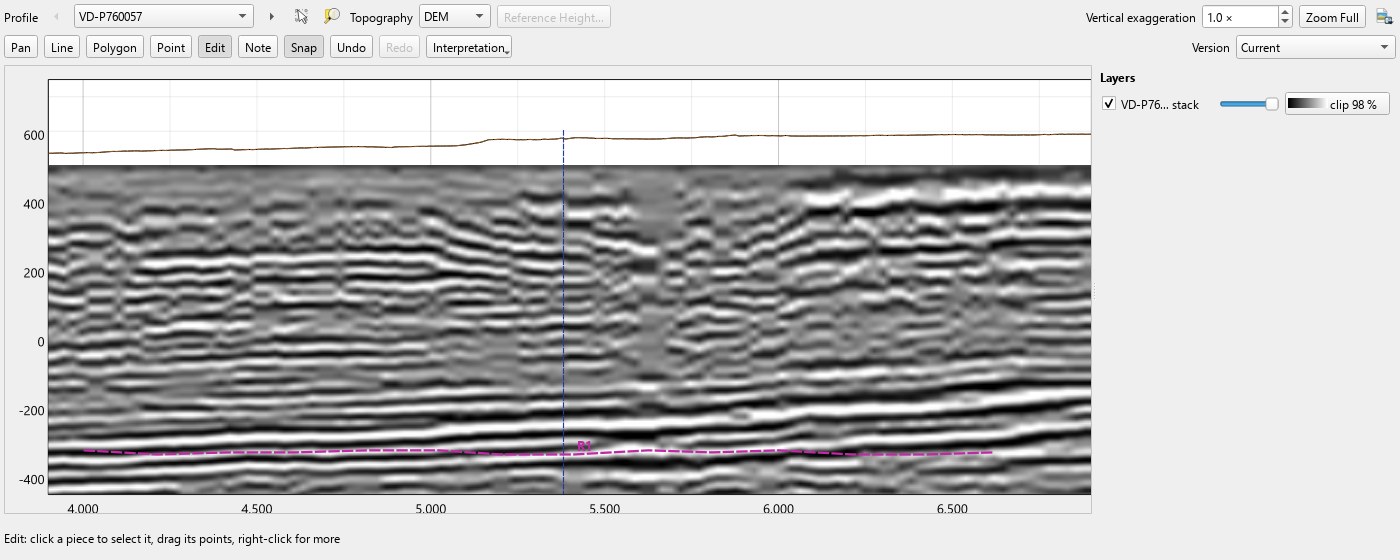 Profile VD-P760057 Topography DEM Reference Height... Vertical exaggeration 1.0 × Zoom Full
Pan Line Polygon Point Edit Note Snap Undo Redo Interpretation Version Current
Layers
VD-P76... stack clip 98 %
600
400
200
0
-200
R1
-400
4.000 4.500 5.000 5.500 6.000 6.500
Edit: click a piece to select it, drag its points, right-click for more